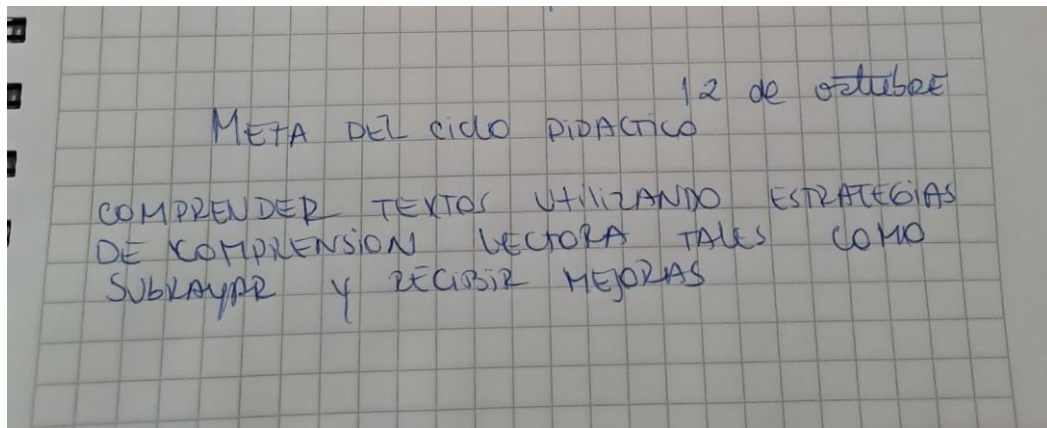 12 de octubre
META DEL ciclo DIDACTICO
COMPRENDER TEXTOS UtilizANDO ESTRATEGIAS
DE COMPRENSION LECTORA TALES COMO
SUBRAYAR Y RECIBIR MEJORAS